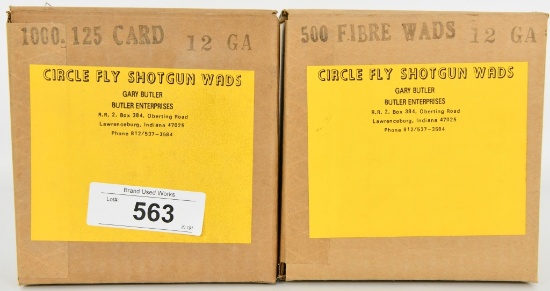 1000. 125 CARD 12 GA
CIRCLE FLY SHOTGUN WADS
GARY BUTLER
BUTLER ENTERPRISES
R.R. 2, Box 384, Oberting Road
Lawrenceburg, Indiana 47025
Phone 812/537-3584
Brand Used Works
Lot#:
563
500 FIBRE WADS 12 GA
CIRCLE FLY SHOTGUN WADS
GARY BUTLER
BUTLER ENTERPRISES
R.R. 2, Box 384, Oberting Road
Lawrenceburg, Indiana 47025
Phone 812/537-3584